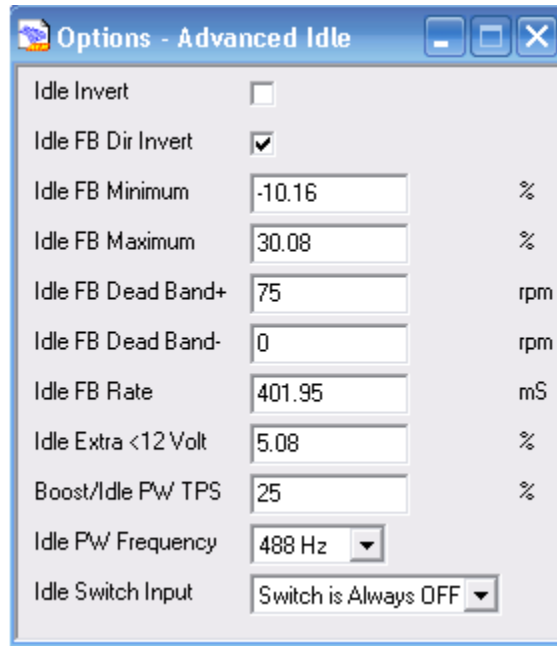 Options - Advanced Idle
Idle Invert
Idle FB Dir Invert
Idle FB Minimum -10.16 %
Idle FB Maximum 30.08 %
Idle FB Dead Band+ 75 rpm
Idle FB Dead Band- 0 rpm
Idle FB Rate 401.95 mS
Idle Extra <12 Volt 5.08 %
Boost/Idle PW TPS 25 %
Idle PW Frequency 488 Hz
Idle Switch Input Switch is Always OFF